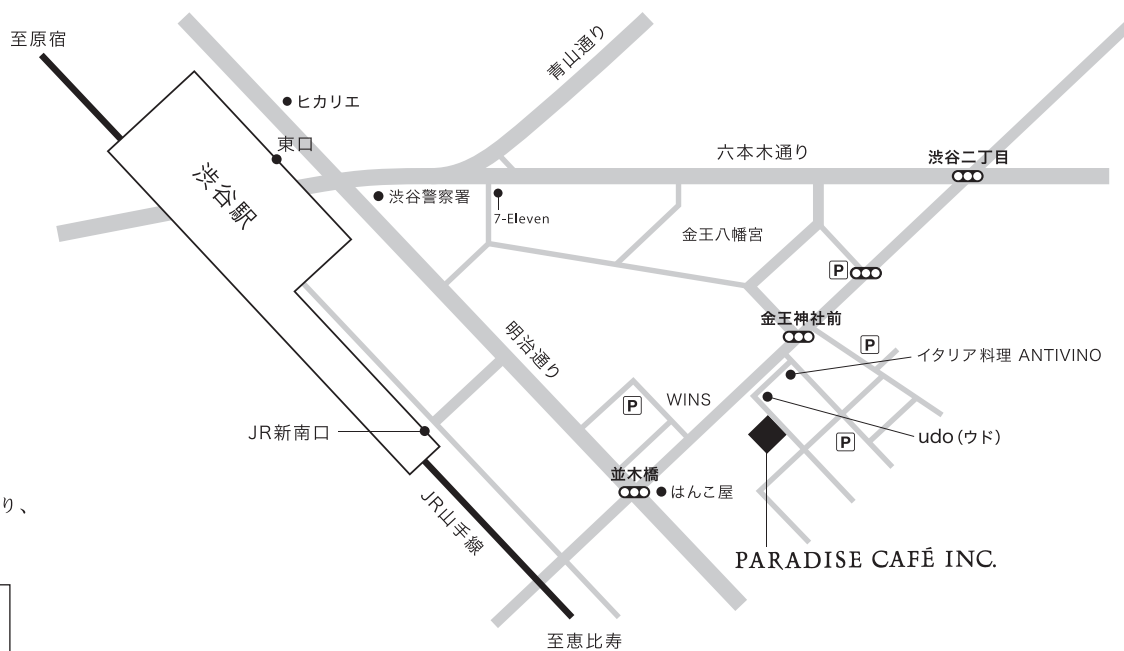 至原宿
青山通り
ヒカリエ
東口
六本木通り
渋谷二丁目
渋谷駅
渋谷警察署
7-Eleven
金王八幡宮
P
金王神社前
明治通り
P
イタリア料理 ANTIVINO
WINS
P
JR新南口
udo（ウド）
P
並木橋
はんこ屋
り、
JR山手線
PARADISE CAFÉ INC.
至恵比寿